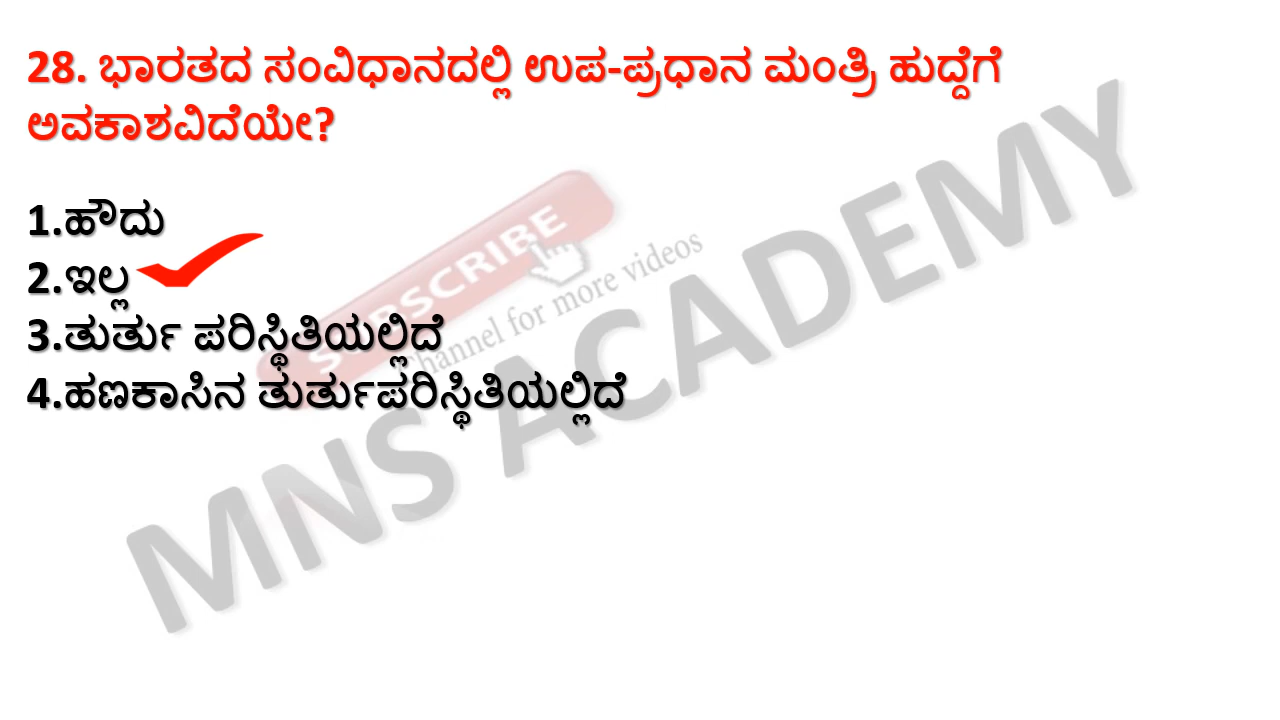 28. ಭಾರತದ ಸಂವಿಧಾನದಲ್ಲಿ ಉಪ-ಪ್ರಧಾನ ಮಂತ್ರಿ ಹುದ್ದೆಗೆ
ಅವಕಾಶವಿದೆಯೇ?
1.ಹೌದು
2.ಇಲ್ಲ
3.ತುರ್ತು ಪರಿಸ್ಥಿತಿಯಲ್ಲಿದೆ
4.ಹಣಕಾಸಿನ ತುರ್ತುಪರಿಸ್ಥಿತಿಯಲ್ಲಿದೆ
SUBSCRIBE
Channel for more videos
MNS ACADEMY